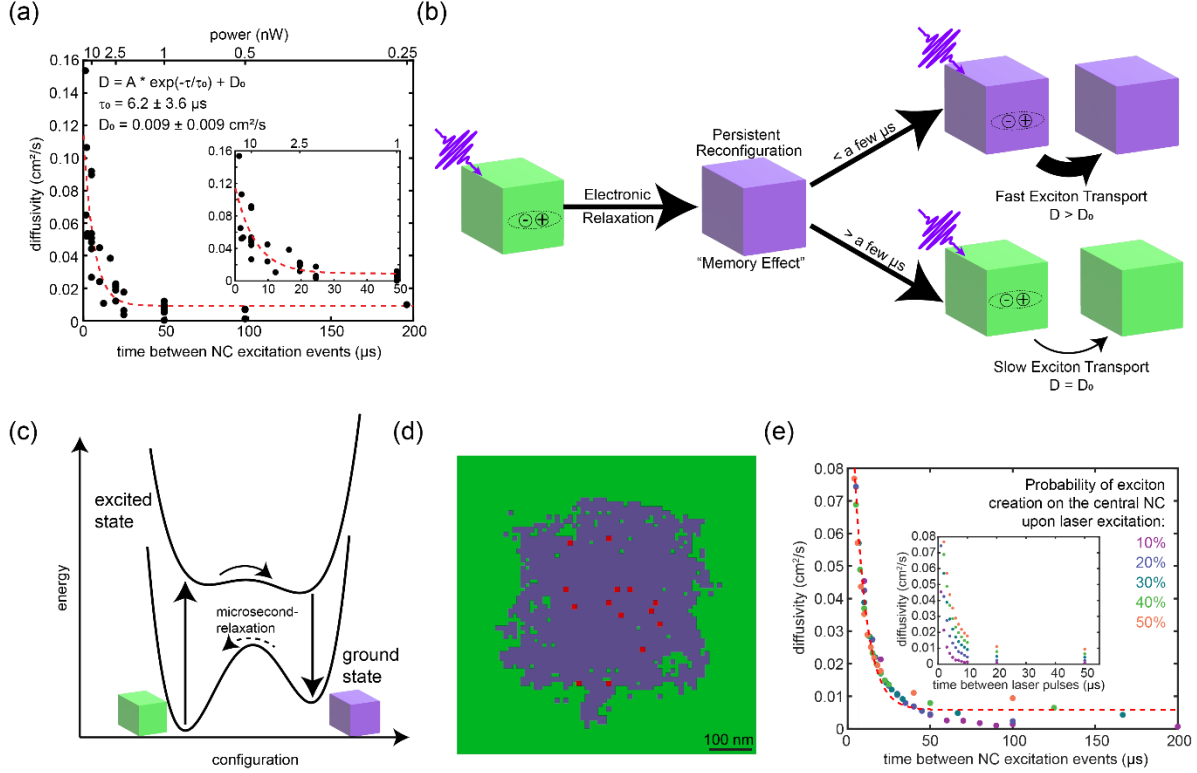 (a)
power (nW)
10 2.5 1 0.5 0.25
D = A * exp(-τ/τ₀) + D₀
τ₀ = 6.2 ± 3.6 µs
D₀ = 0.009 ± 0.009 cm²/s
diffusivity (cm²/s)
0.16
0.14
0.12
0.10
0.08
0.06
0.04
0.02
0
0 50 100 150 200
time between NC excitation events (µs)
10 2.5 1
0.16
0.12
0.08
0.04
0
0 10 20 30 40 50
(b)
Electronic
Relaxation
Persistent
Reconfiguration
"Memory Effect"
< a few µs
> a few µs
Fast Exciton Transport
D > D₀
Slow Exciton Transport
D = D₀
− +
− +
− +
(c)
energy
excited
state
microsecond-
relaxation
ground
state
configuration
(d)
100 nm
(e)
diffusivity (cm²/s)
0.08
0.07
0.06
0.05
0.04
0.03
0.02
0.01
0
0 50 100 150 200
time between NC excitation events (µs)
Probability of exciton
creation on the central NC
upon laser excitation:
10%
20%
30%
40%
50%
diffusivity (cm²/s)
0.08
0.07
0.06
0.05
0.04
0.03
0.02
0.01
0
0 10 20 30 40 50
time between laser pulses (µs)